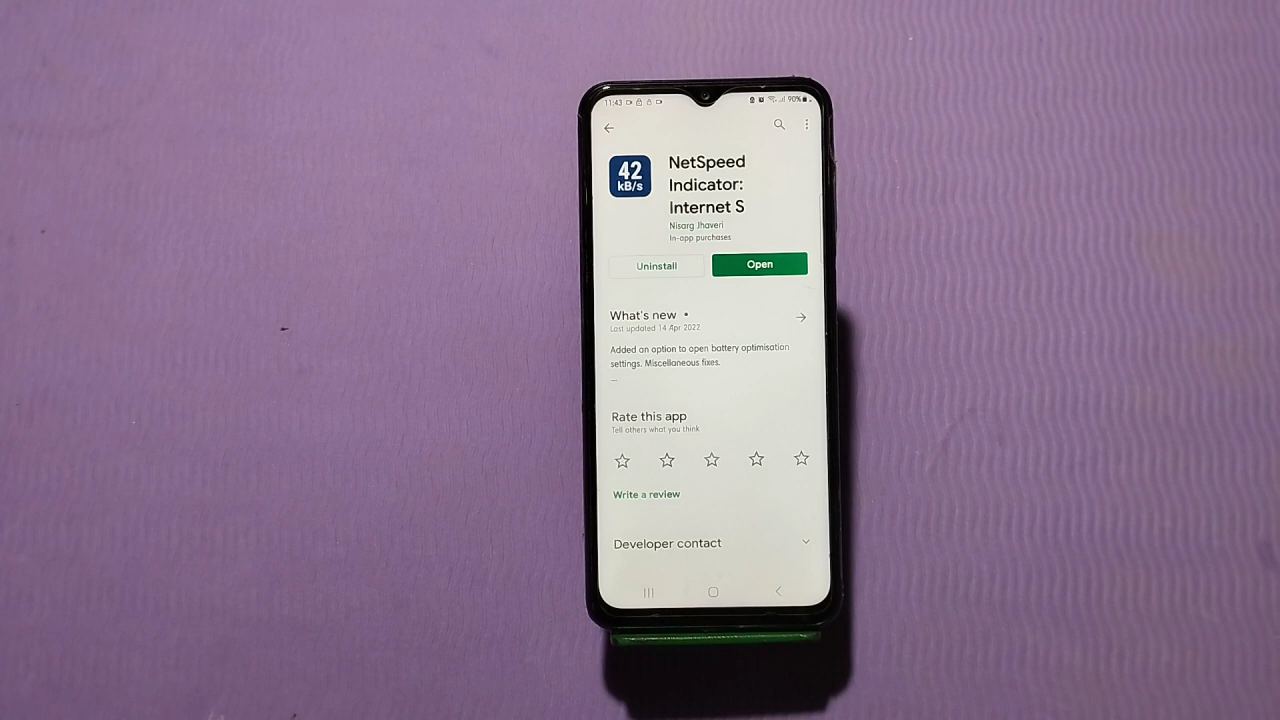 11:43
90%
42
kB/s
NetSpeed
Indicator:
Internet S
Nisarg Jhaveri
In-app purchases
Uninstall
Open
What's new •
Last updated 14 Apr 2022
Added an option to open battery optimisation
settings. Miscellaneous fixes.
...
Rate this app
Tell others what you think
Write a review
Developer contact